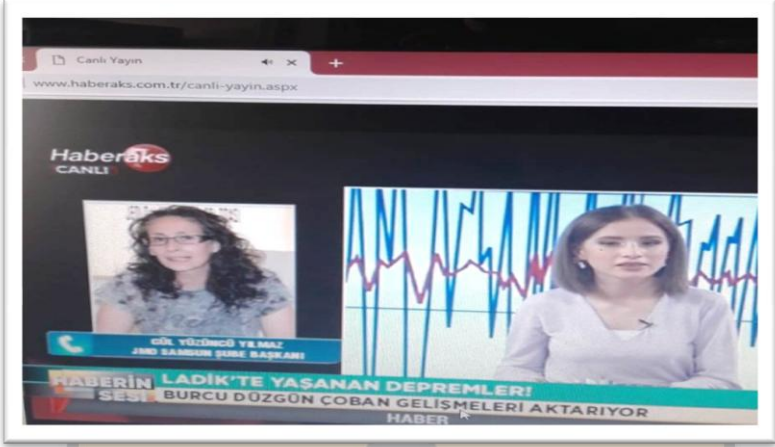 Canlı Yayın
www.haberaks.com.tr/canli-yayin.aspx
Haberaks
CANLI
GÜL YÜZÜNCÜ YILMAZ
JMO SAMSUN ŞUBE BAŞKANI
HABERİN
SESİ
LADİK'TE YAŞANAN DEPREMLER!
BURCU DÜZGÜN ÇOBAN GELİŞMELERİ AKTARIYOR
HABER